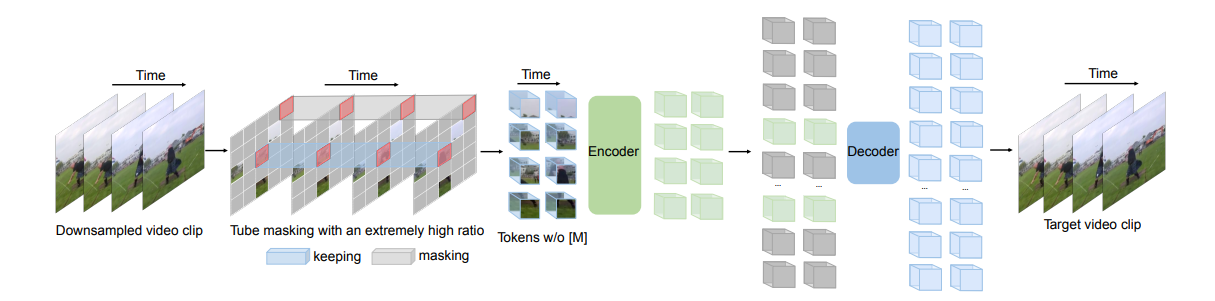 Time
Time
Time
Time
Encoder
Decoder
...
...
...
...
Downsampled video clip
Tube masking with an extremely high ratio
Tokens w/o [M]
Target video clip
keeping
masking